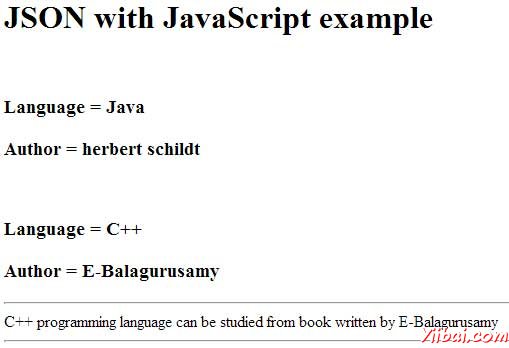 JSON with JavaScript example
Language = Java
Author = herbert schildt
Language = C++
Author = E-Balagurusamy
C++ programming language can be studied from book written by E-Balagurusamy
Yiibai.com